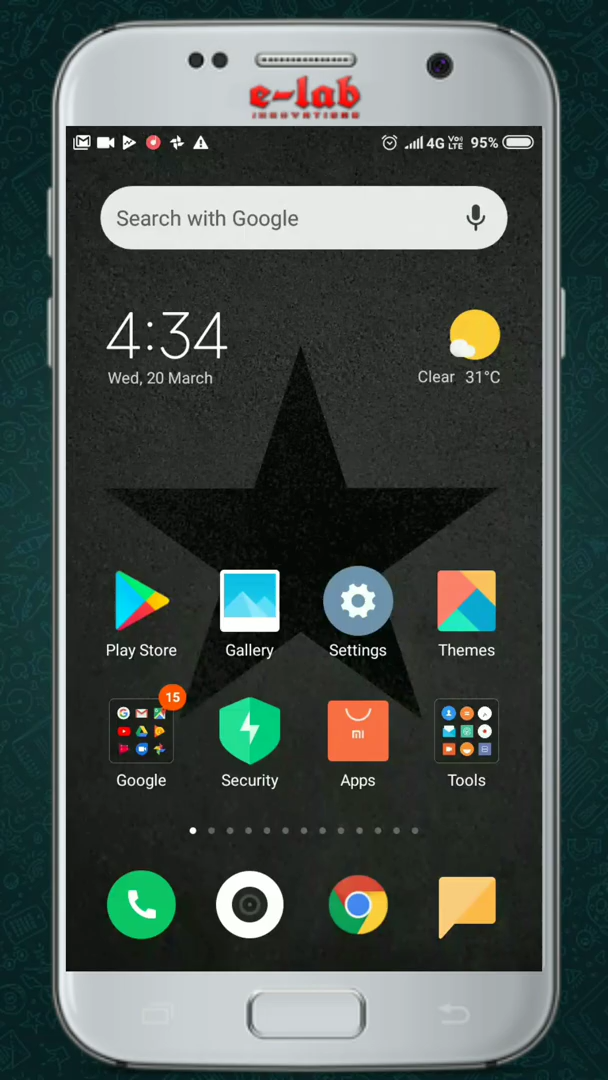 e-lab
INNOVATIONS
4G Vo) LTE 95%
Search with Google
4:34
Wed, 20 March
Clear 31°C
Play Store Gallery Settings Themes
15
mi
Google Security Apps Tools